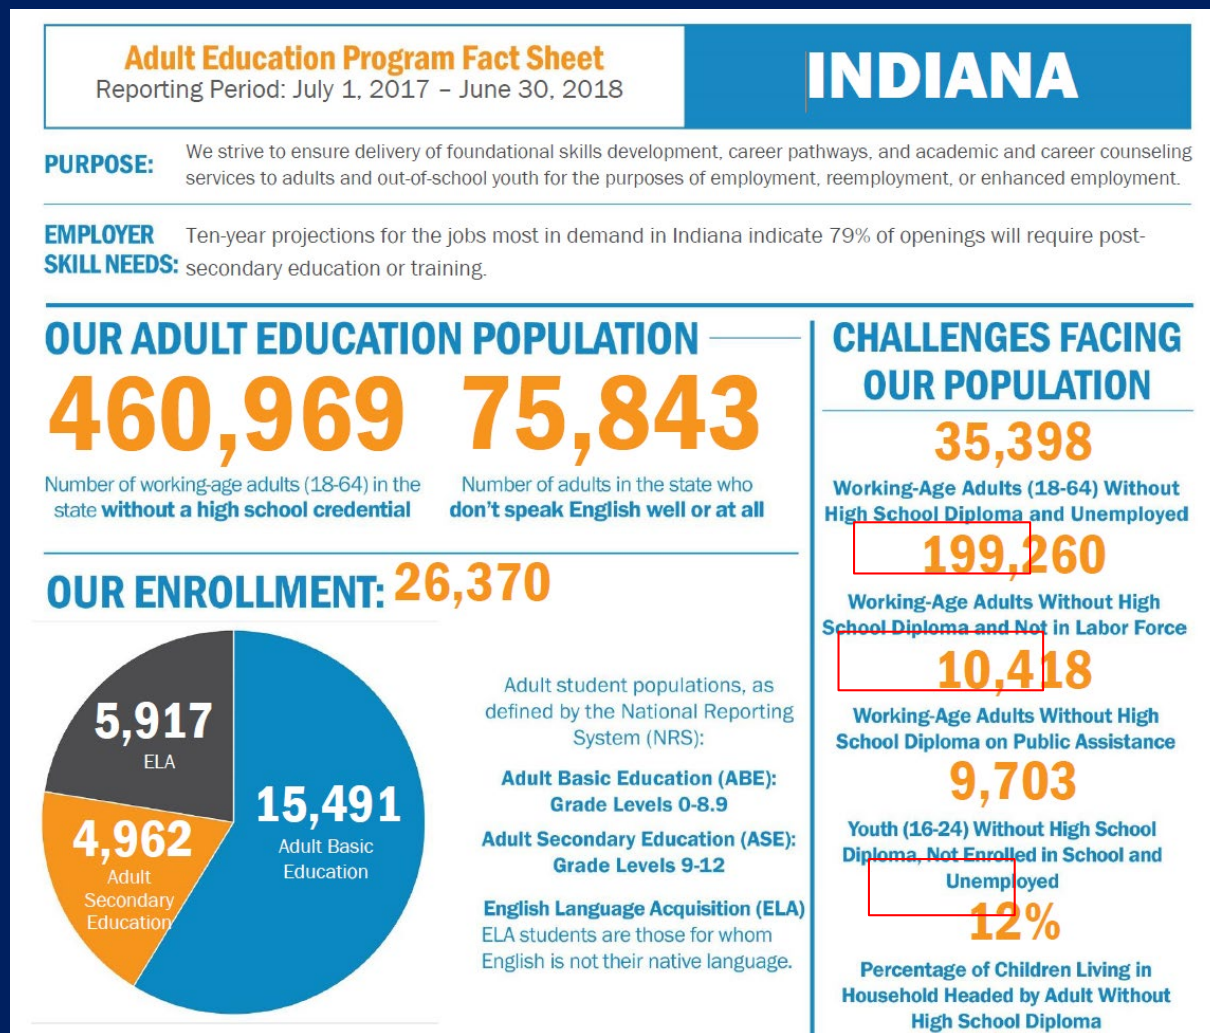 Adult Education Program Fact Sheet
Reporting Period: July 1, 2017 – June 30, 2018
INDIANA
PURPOSE:
We strive to ensure delivery of foundational skills development, career pathways, and academic and career counseling
services to adults and out-of-school youth for the purposes of employment, reemployment, or enhanced employment.
EMPLOYER
SKILL NEEDS:
Ten-year projections for the jobs most in demand in Indiana indicate 79% of openings will require post-
secondary education or training.
OUR ADULT EDUCATION POPULATION
460,969
Number of working-age adults (18-64) in the
state without a high school credential
75,843
Number of adults in the state who
don't speak English well or at all
OUR ENROLLMENT: 26,370
5,917
ELA
4,962
Adult
Secondary
Education
15,491
Adult Basic
Education
Adult student populations, as
defined by the National Reporting
System (NRS):
Adult Basic Education (ABE):
Grade Levels 0-8.9
Adult Secondary Education (ASE):
Grade Levels 9-12
English Language Acquisition (ELA)
ELA students are those for whom
English is not their native language.
CHALLENGES FACING
OUR POPULATION
35,398
Working-Age Adults (18-64) Without
High School Diploma and Unemployed
199,260
Working-Age Adults Without High
School Diploma and Not in Labor Force
10,418
Working-Age Adults Without High
School Diploma on Public Assistance
9,703
Youth (16-24) Without High School
Diploma, Not Enrolled in School and
Unemployed
12%
Percentage of Children Living in
Household Headed by Adult Without
High School Diploma